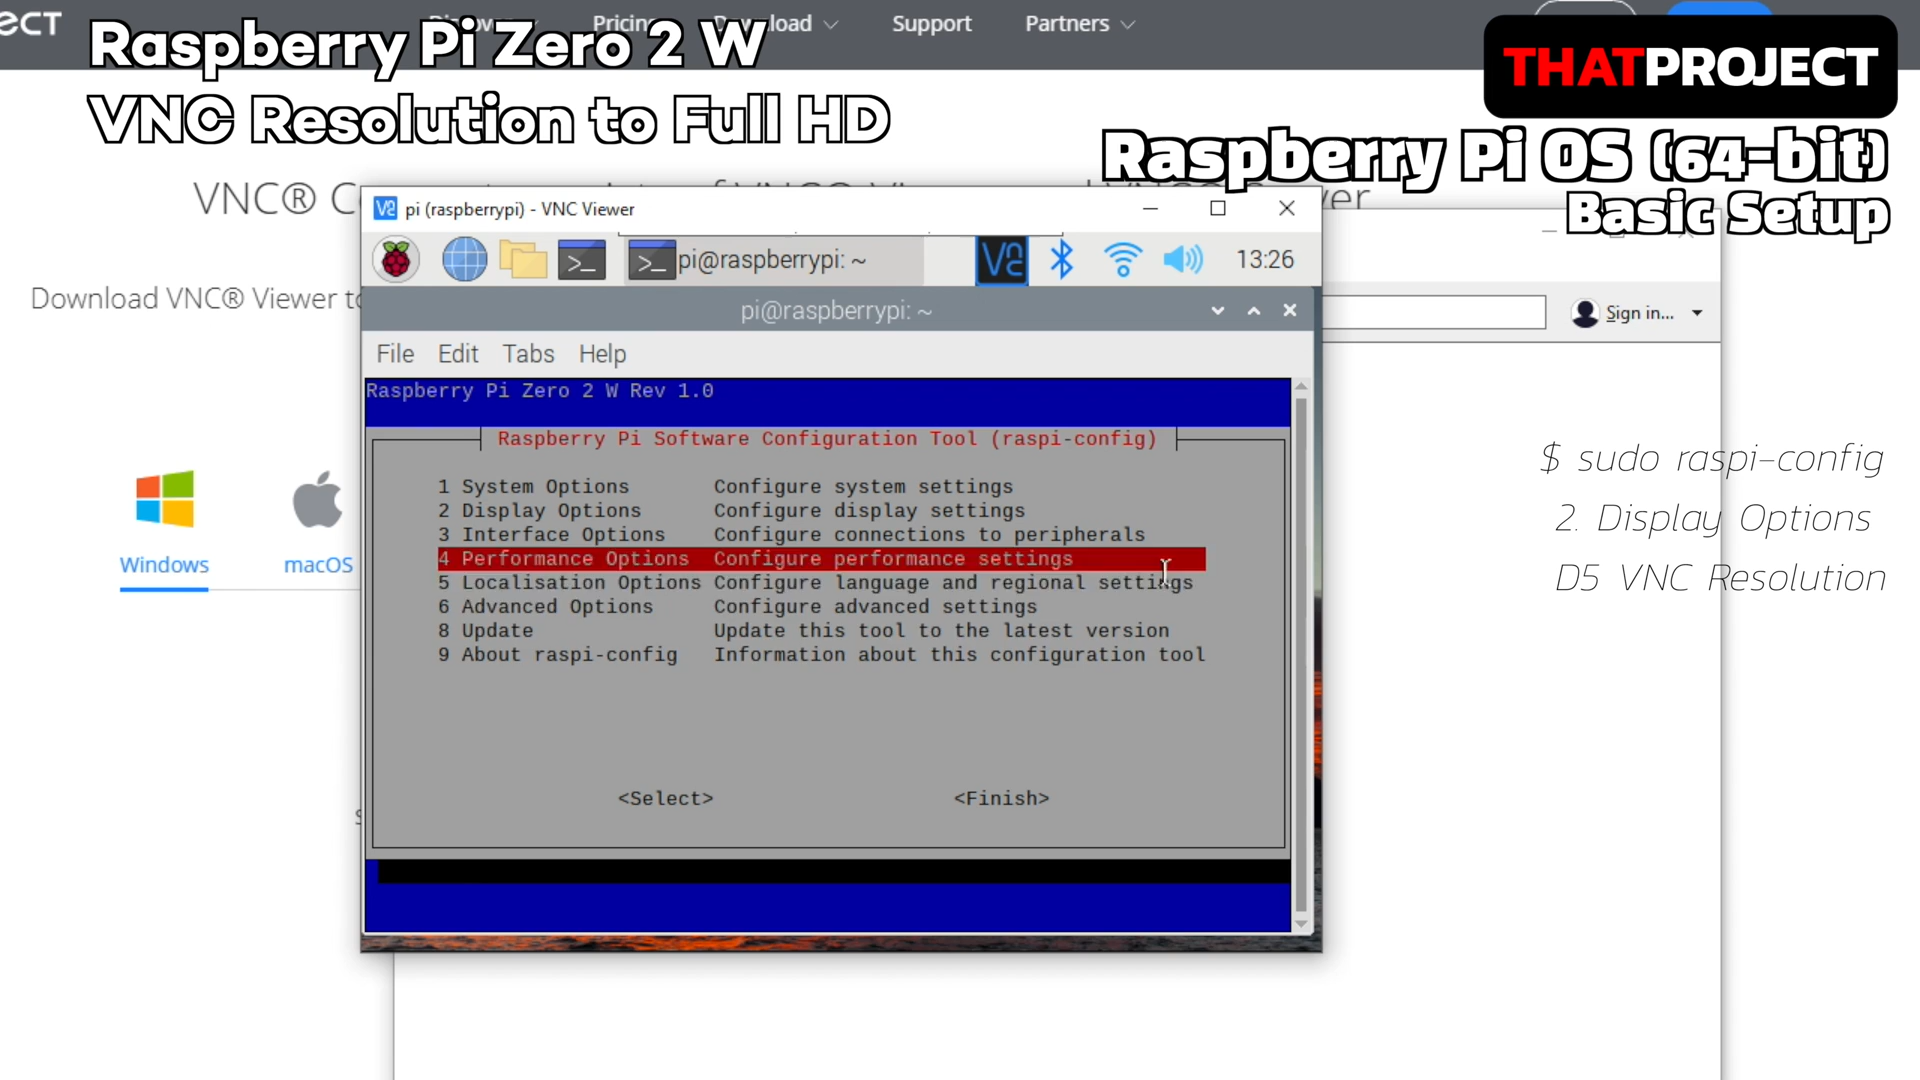 ECT
Pricing
Download
Support
Partners
Raspberry Pi Zero 2 W
VNC Resolution to Full HD
THATPROJECT
Raspberry Pi OS (64-bit)
Basic Setup
VNC®
Download VNC® Viewer to
Windows
macOS
pi (raspberrypi) - VNC Viewer
pi@raspberrypi: ~
13:26
pi@raspberrypi: ~
Sign in...
File Edit Tabs Help
Raspberry Pi Zero 2 W Rev 1.0
Raspberry Pi Software Configuration Tool (raspi-config)
1 System Options Configure system settings
2 Display Options Configure display settings
3 Interface Options Configure connections to peripherals
4 Performance Options Configure performance settings
5 Localisation Options Configure language and regional settings
6 Advanced Options Configure advanced settings
8 Update Update this tool to the latest version
9 About raspi-config Information about this configuration tool
<Select> <Finish>
$ sudo raspi-config
2. Display Options
D5 VNC Resolution